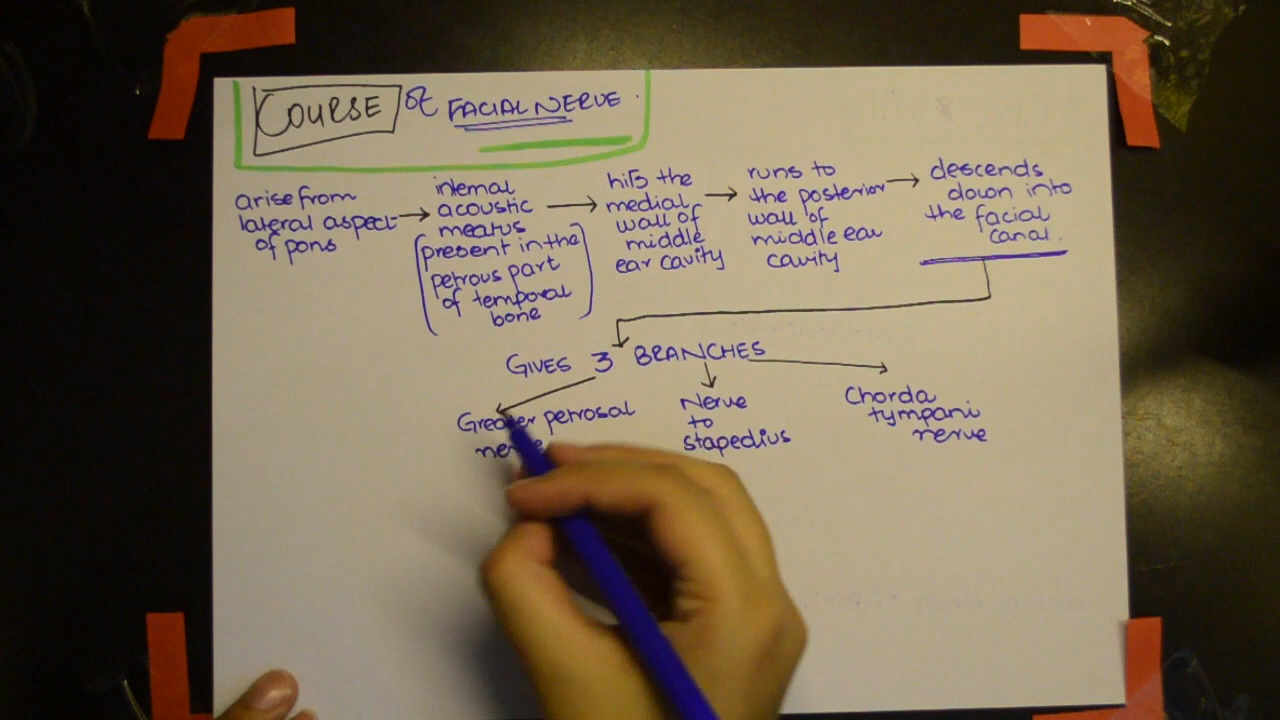 COURSE of FACIAL NERVE.
arise from
lateral aspect
of pons
internal
acoustic
meatus
(present in the
petrous part
of temporal
bone)
hits the
medial
wall of
middle
ear cavity
runs to
the posterior
wall of
middle ear
cavity
descends
down into
the facial
canal.
GIVES 3 BRANCHES
Greater petrosal
nerve
Nerve
to
stapedius
Chorda
tympani
nerve